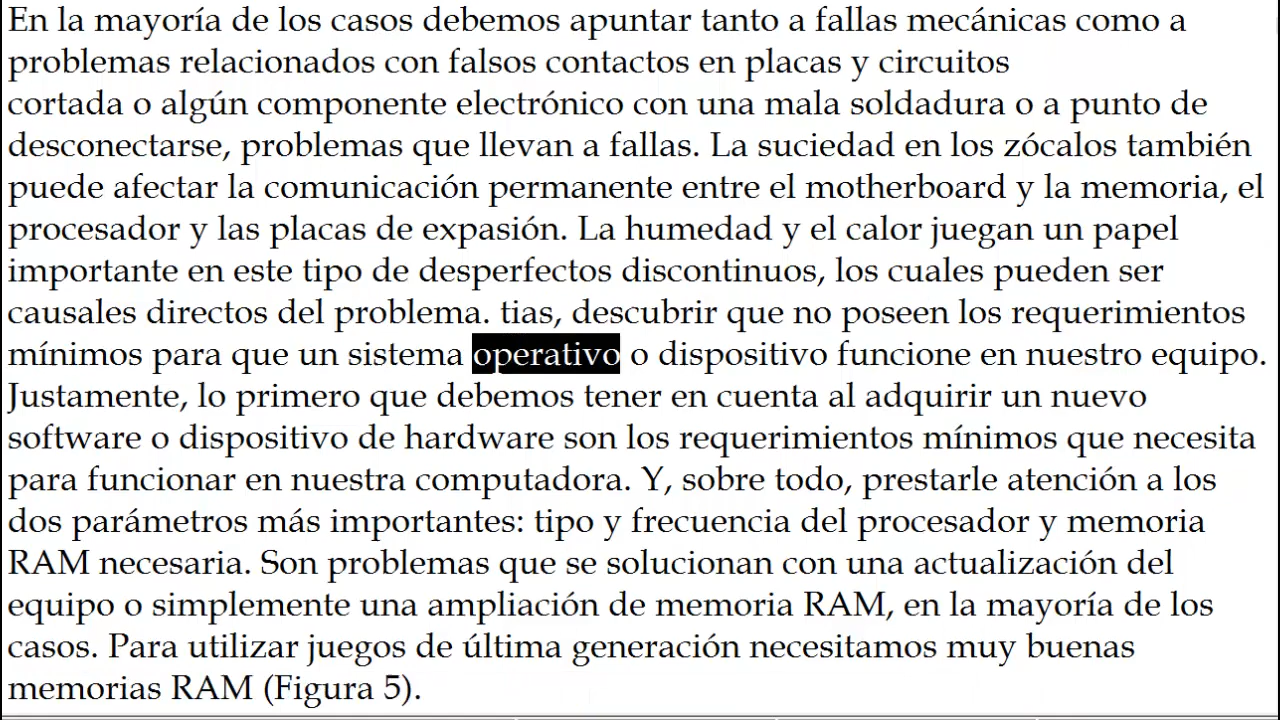 En la mayoría de los casos debemos apuntar tanto a fallas mecánicas como a
problemas relacionados con falsos contactos en placas y circuitos
cortada o algún componente electrónico con una mala soldadura o a punto de
desconectarse, problemas que llevan a fallas. La suciedad en los zócalos también
puede afectar la comunicación permanente entre el motherboard y la memoria, el
procesador y las placas de expasión. La humedad y el calor juegan un papel
importante en este tipo de desperfectos discontinuos, los cuales pueden ser
causales directos del problema. tias, descubrir que no poseen los requerimientos
mínimos para que un sistema operativo o dispositivo funcione en nuestro equipo.
Justamente, lo primero que debemos tener en cuenta al adquirir un nuevo
software o dispositivo de hardware son los requerimientos mínimos que necesita
para funcionar en nuestra computadora. Y, sobre todo, prestarle atención a los
dos parámetros más importantes: tipo y frecuencia del procesador y memoria
RAM necesaria. Son problemas que se solucionan con una actualización del
equipo o simplemente una ampliación de memoria RAM, en la mayoría de los
casos. Para utilizar juegos de última generación necesitamos muy buenas
memorias RAM (Figura 5).